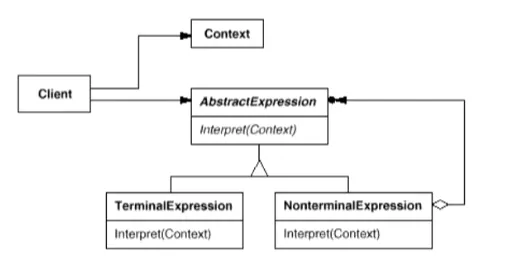 Context
Client
AbstractExpression
Interpret(Context)
TerminalExpression
Interpret(Context)
NonterminalExpression
Interpret(Context)